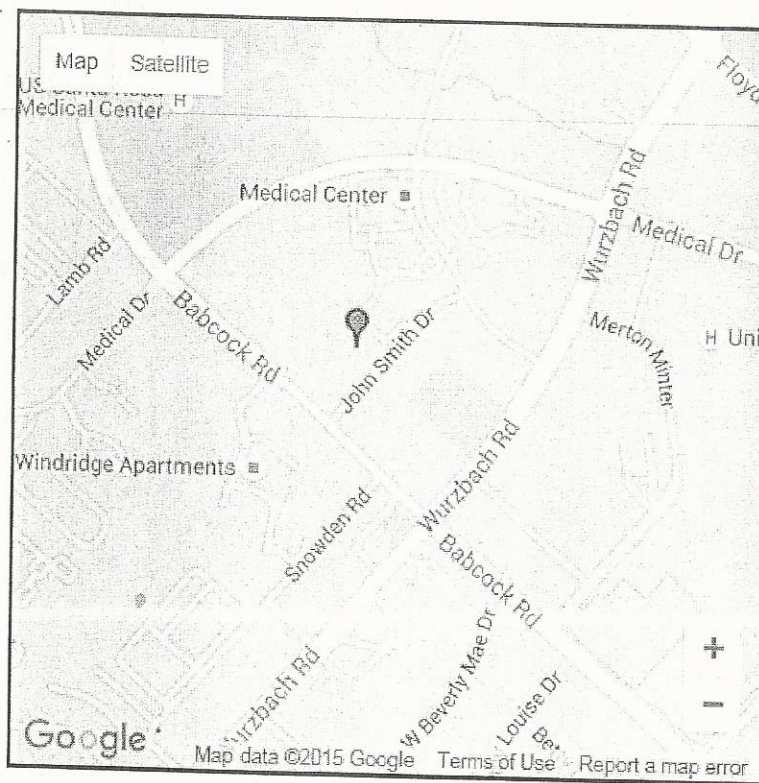 Map Satellite
Floyd
Medical Center H
Medical Center
Wurzbach Rd
Medical Dr
Lamb Rd
Medical Dr
Babcock Rd
John Smith Dr
Merton Minter
H Uni
Windridge Apartments
Wurzbach Rd
Snowden Rd
Babcock Rd
W Beverly Mae Dr
Louise Dr
urzbach Rd
+
−
Google
Map data ©2015 Google Terms of Use Report a map error